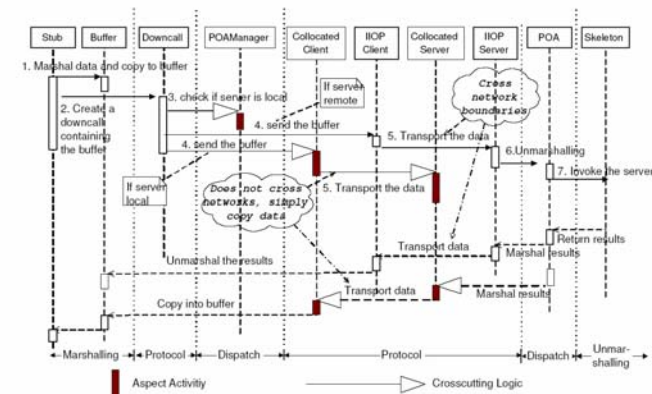 Stub
Buffer
Downcall
POAManager
Collocated
Client
IIOP
Client
Collocated
Server
IIOP
Server
POA
Skeleton
1. Marshal data and copy to buffer
2. Create a
downcall
containing
the buffer
3. check if server is local
If server
remote
Cross
network
boundaries
4. send the buffer
5. Transport the data
4. send the buffer
6.Unmarshalling
7. Invoke the server
If server
local
Does not cross
networks, simply
copy data
5. Transport the data
Return results
Transport data
Marshal results
Unmarshal the results
Transport data
Marshal results
Copy into buffer
Marshalling
Protocol
Dispatch
Protocol
Dispatch
Unmar-
shalling
Aspect Activitiy
Crosscutting Logic